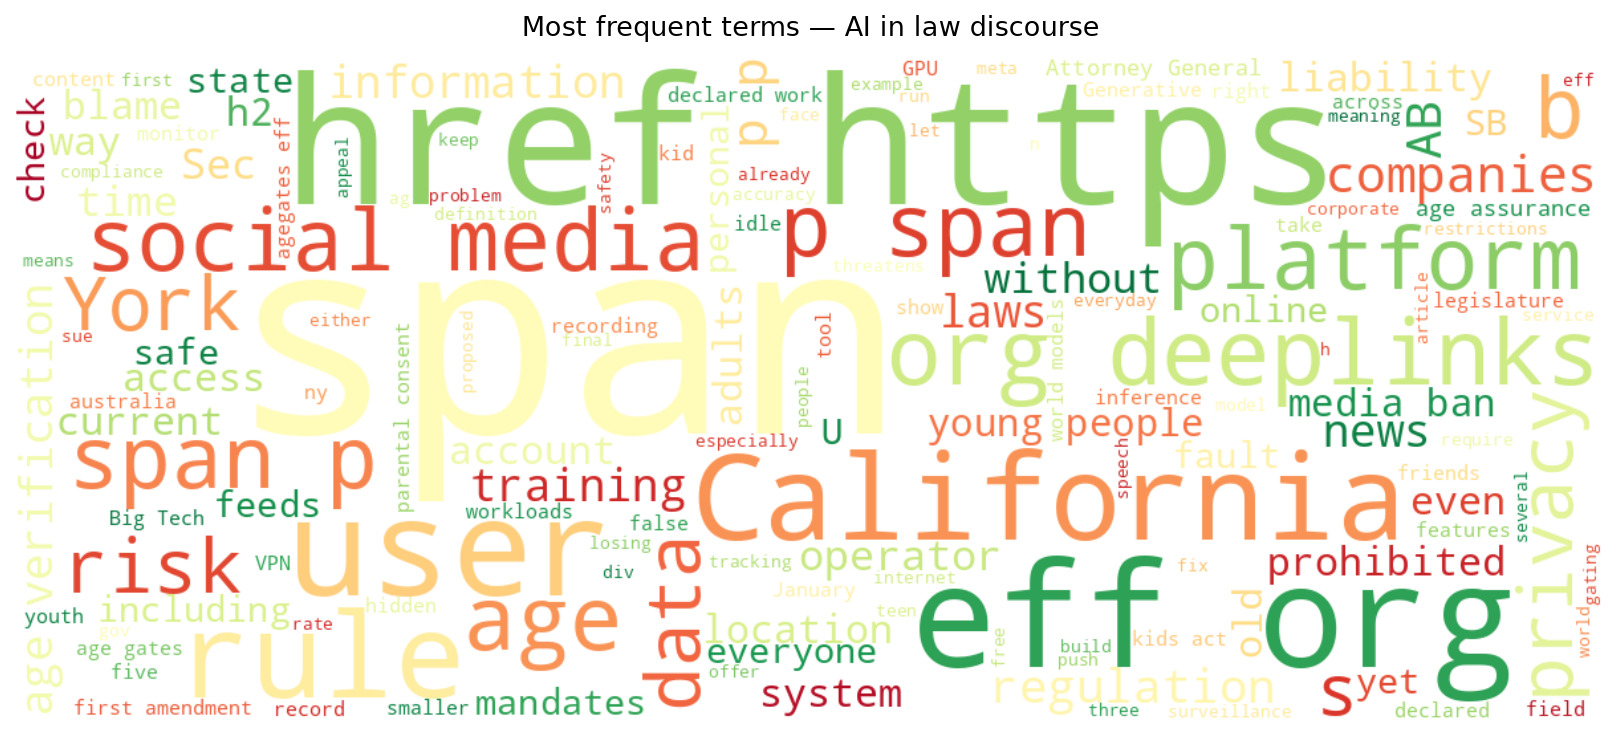 Most frequent terms — AI in law discourse
content first state information p p GPU meta Attorney General liability eff
blame h2 href declared work example Generative right across b
check way monitor https run meaning AB SB
compliance Sec agegates eff appeal keep kid face let n
time ag problem safety already accuracy companies
definition personal idle corporate age assurance
social media p span take restrictions
means threatens platform
without
York span adults show laws everyday article legislature
sue either proposed recording final tool world models online service
safe parental consent org deeplinks h
access people
australia ny inference model media ban
current U young people news require
age verification especially speech privacy
span p account fault friends
feeds training California even
Big Tech workloads false features several
risk VPN user losing data tracking operator prohibited
div internet fix
youth including hidden age January eff org gating
gov rate rule location teen old world
age gates everyone free build kids act
five offer push
system regulation s yet
first amendment record smaller mandates three surveillance declared field